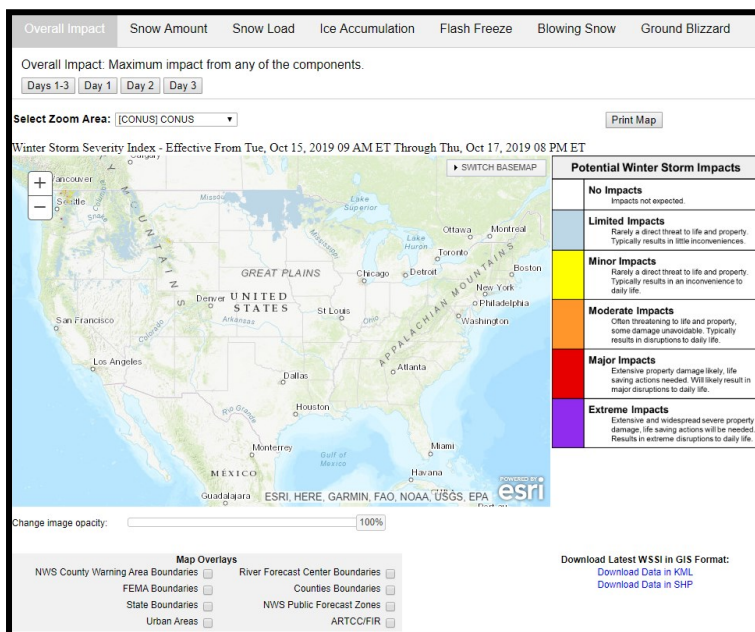 Overall Impact Snow Amount Snow Load Ice Accumulation Flash Freeze Blowing Snow Ground Blizzard
Overall Impact: Maximum impact from any of the components.
Days 1-3 Day 1 Day 2 Day 3
Select Zoom Area: [CONUS] CONUS Print Map
Winter Storm Severity Index - Effective From Tue, Oct 15, 2019 09 AM ET Through Thu, Oct 17, 2019 08 PM ET
+
−
SWITCH BASEMAP
Calgary
Vancouver
Seattle
Lake Superior
Ottawa Montreal
Lake Huron
Toronto
GREAT PLAINS
Chicago Detroit Boston
New York
Denver UNITED STATES
St Louis
Philadelphia
Washington
San Francisco
Colorado
Arkansas
Ohio
Mississippi
Missouri
APPALACHIAN MOUNTAINS
Los Angeles
Atlanta
Dallas
Houston
Rio Grande
Monterrey
Gulf of Mexico
Miami
MÉXICO
Havana
Guadalajara
ESRI, HERE, GARMIN, FAO, NOAA, USGS, EPA
POWERED BY
esri
Potential Winter Storm Impacts
No Impacts
Impacts not expected.
Limited Impacts
Rarely a direct threat to life and property.
Typically results in little inconveniences.
Minor Impacts
Rarely a direct threat to life and property.
Typically results in an inconvenience to
daily life.
Moderate Impacts
Often threatening to life and property,
some damage unavoidable. Typically
results in disruptions to daily life.
Major Impacts
Extensive property damage likely, life
saving actions needed. Will likely result in
major disruptions to daily life.
Extreme Impacts
Extensive and widespread severe property
damage, life saving actions will be needed.
Results in extreme disruptions to daily life.
Change image opacity: 100%
Map Overlays
NWS County Warning Area Boundaries River Forecast Center Boundaries
FEMA Boundaries Counties Boundaries
State Boundaries NWS Public Forecast Zones
Urban Areas ARTCC/FIR
Download Latest WSSI in GIS Format:
Download Data in KML
Download Data in SHP